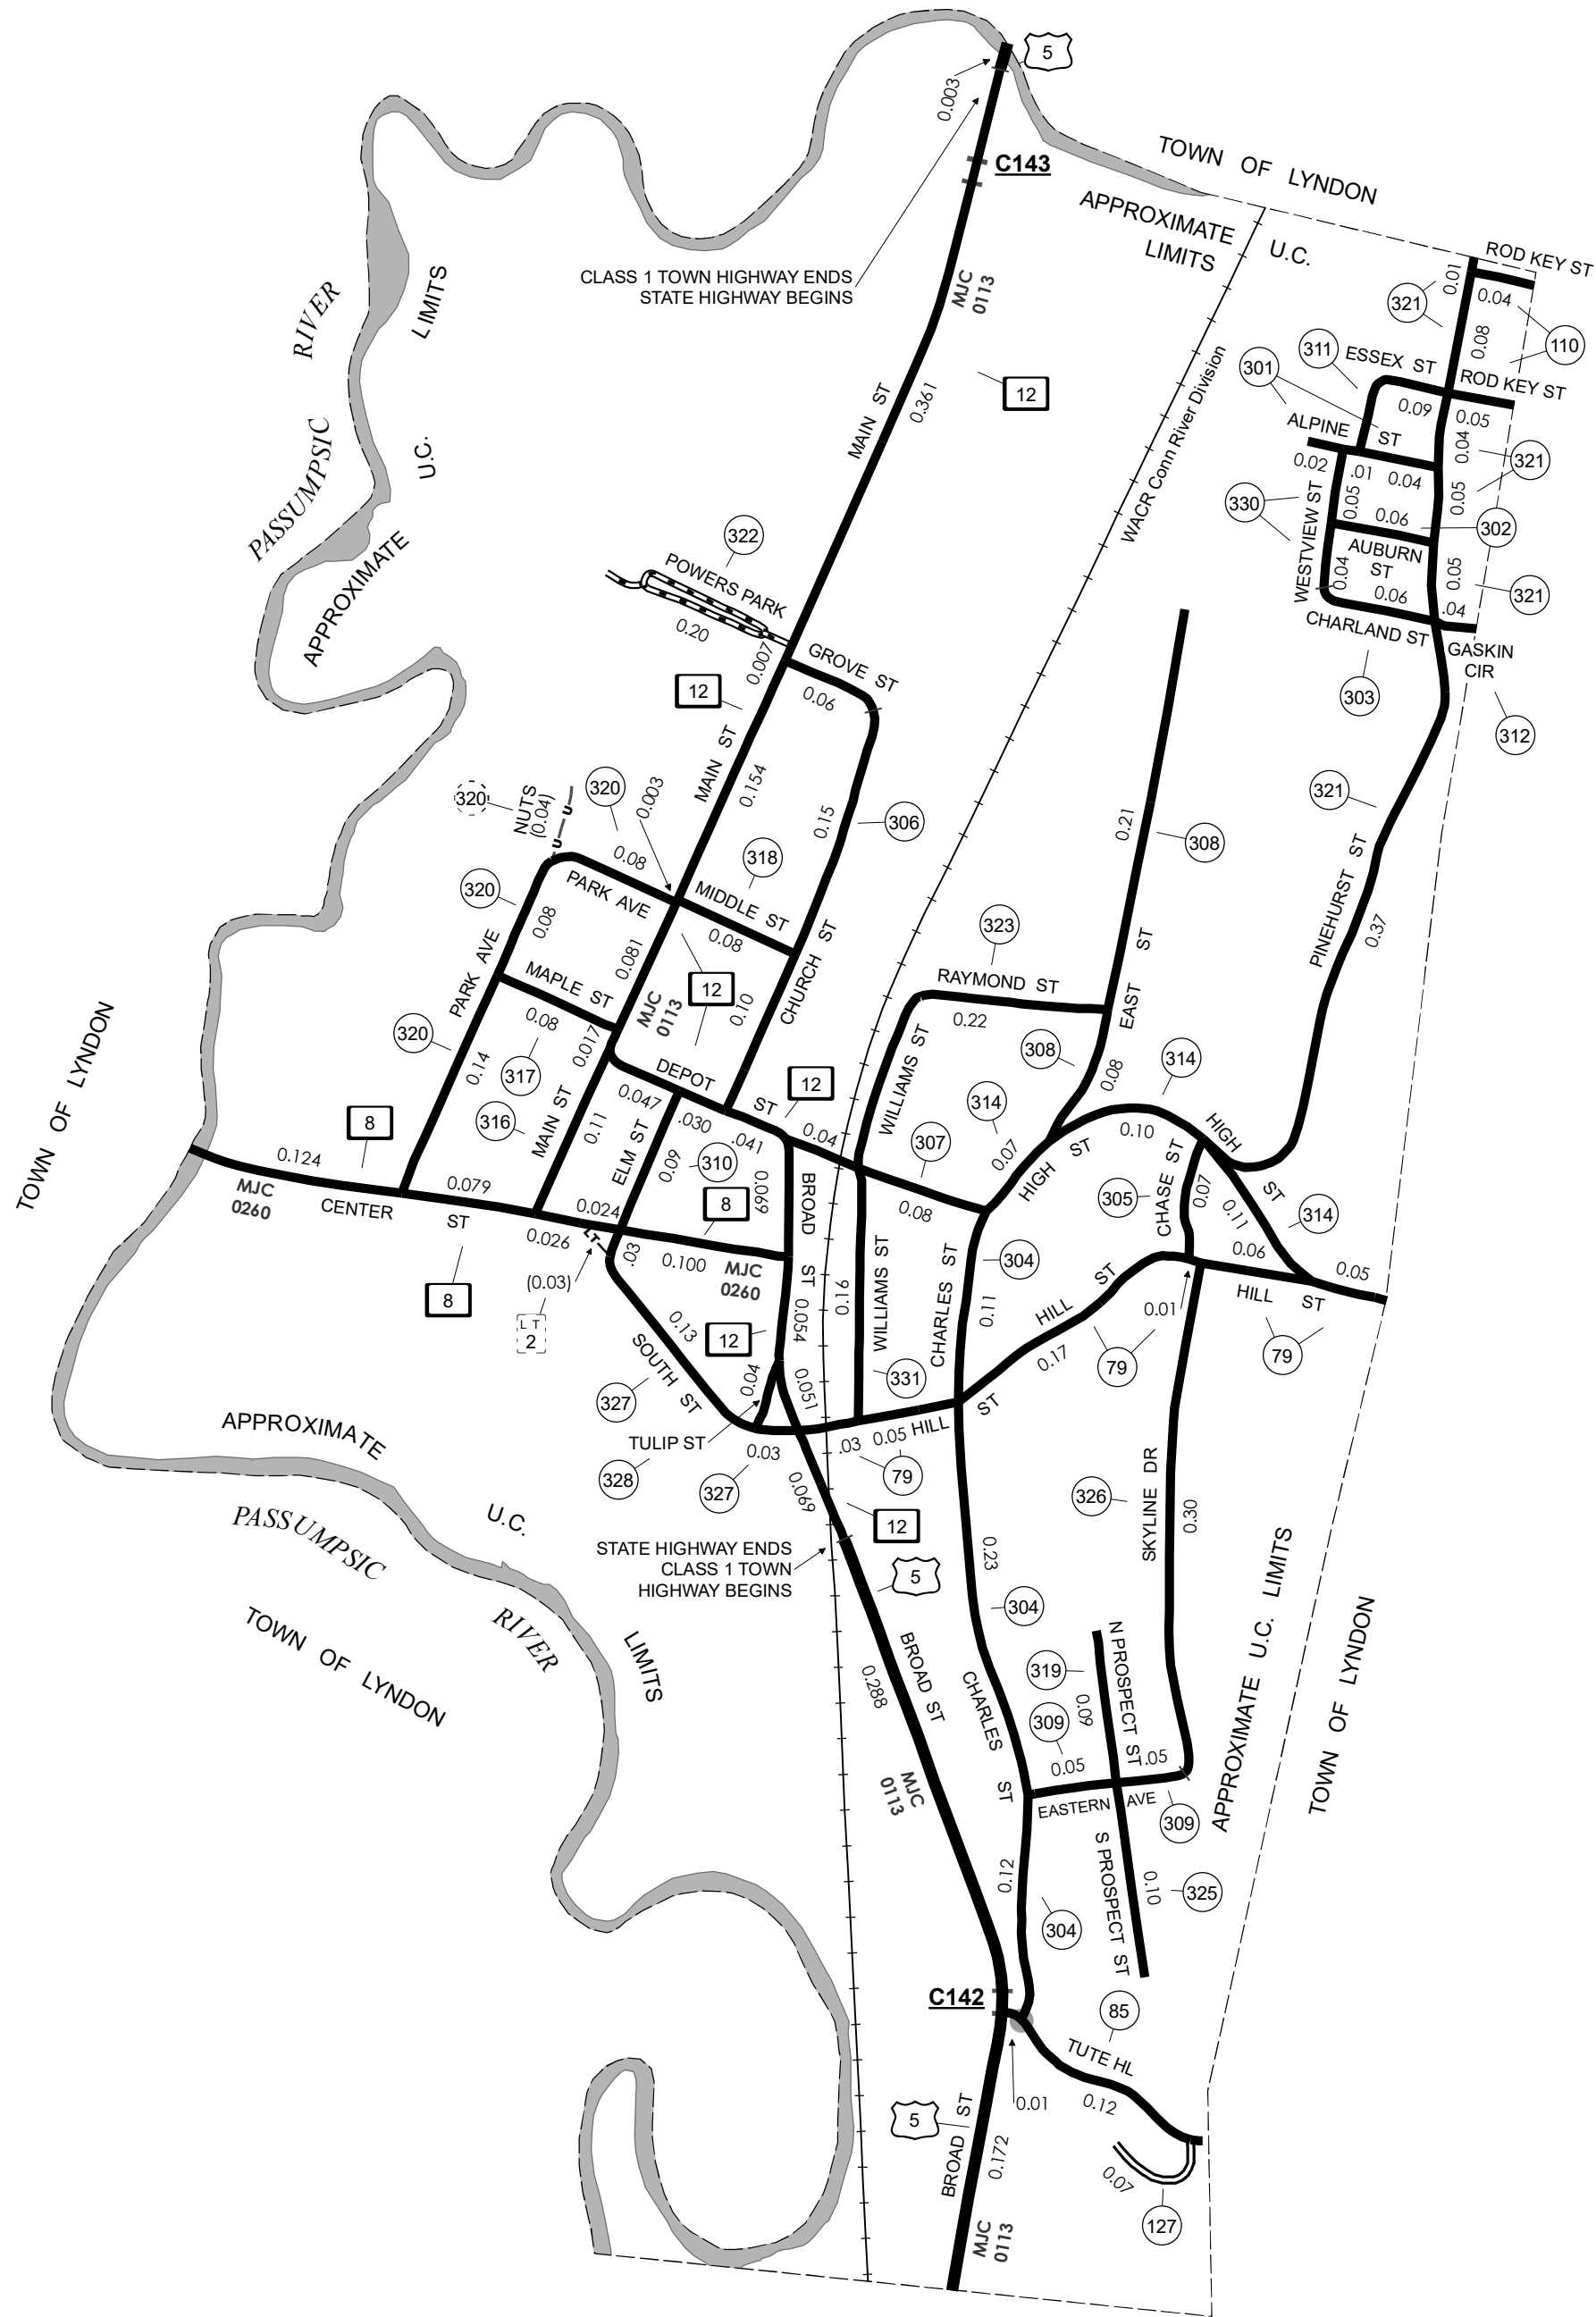 5
0.003
C143
TOWN OF LYNDON
APPROXIMATE
LIMITS
U.C.
CLASS 1 TOWN HIGHWAY ENDS
STATE HIGHWAY BEGINS
MJC
0113
12
MAIN ST
0.361
WACR Conn River Division
RIVER
PASSUMPSIC
LIMITS
U.C.
APPROXIMATE
ROD KEY ST
0.01
0.04
321
0.08
110
311
ESSEX ST
ROD KEY ST
301
0.09
0.05
ALPINE
ST
0.04
321
0.02
.01
0.04
0.05
330
WESTVIEW ST
0.05
0.06
302
AUBURN
ST
0.04
0.05
0.06
321
.04
CHARLAND ST
GASKIN
CIR
303
312
321
PINEHURST ST
0.37
322
POWERS PARK
0.20
0.007
12
GROVE ST
0.06
MAIN ST
0.154
0.15
306
320
NUTS
(0.04)
U
U
320
0.003
0.08
318
PARK AVE
MIDDLE ST
0.08
320
0.08
PARK AVE
0.081
MAPLE ST
0.08
317
MJC
0113
12
0.10
CHURCH ST
320
0.14
0.017
316
MAIN ST
0.11
DEPOT
ST
12
0.047
.030
.041
0.04
ELM ST
0.09
310
8
0.069
BROAD
ST
323
RAYMOND ST
0.22
WILLIAMS ST
308
0.21
EAST ST
308
0.08
314
0.07
314
0.10
HIGH ST
307
0.08
HIGH
ST
305
CHASE ST
0.07
0.11
314
0.06
0.05
HILL ST
79
TOWN OF LYNDON
8
0.124
MJC
0260
CENTER
ST
0.079
0.026
0.024
8
(0.03)
LT
LT
2
.03
0.100
MJC
0260
0.054
12
0.13
SOUTH ST
327
0.04
0.051
TULIP ST
328
0.03
327
0.16
WILLIAMS ST
331
CHARLES ST
304
0.11
HILL
ST
0.17
0.01
79
ST
HILL
.03
0.05
79
0.069
12
STATE HIGHWAY ENDS
CLASS 1 TOWN
HIGHWAY BEGINS
5
0.23
304
326
SKYLINE DR
0.30
APPROXIMATE
U.C.
LIMITS
PASSUMPSIC
RIVER
TOWN OF LYNDON
BROAD ST
0.288
MJC
0113
CHARLES
ST
319
0.09
N PROSPECT ST
309
0.05
.05
EASTERN AVE
309
S PROSPECT ST
0.10
325
APPROXIMATE U.C. LIMITS
TOWN OF LYNDON
0.12
304
C142
85
TUTE HL
0.12
0.01
5
BROAD ST
0.172
MJC
0113
0.07
127